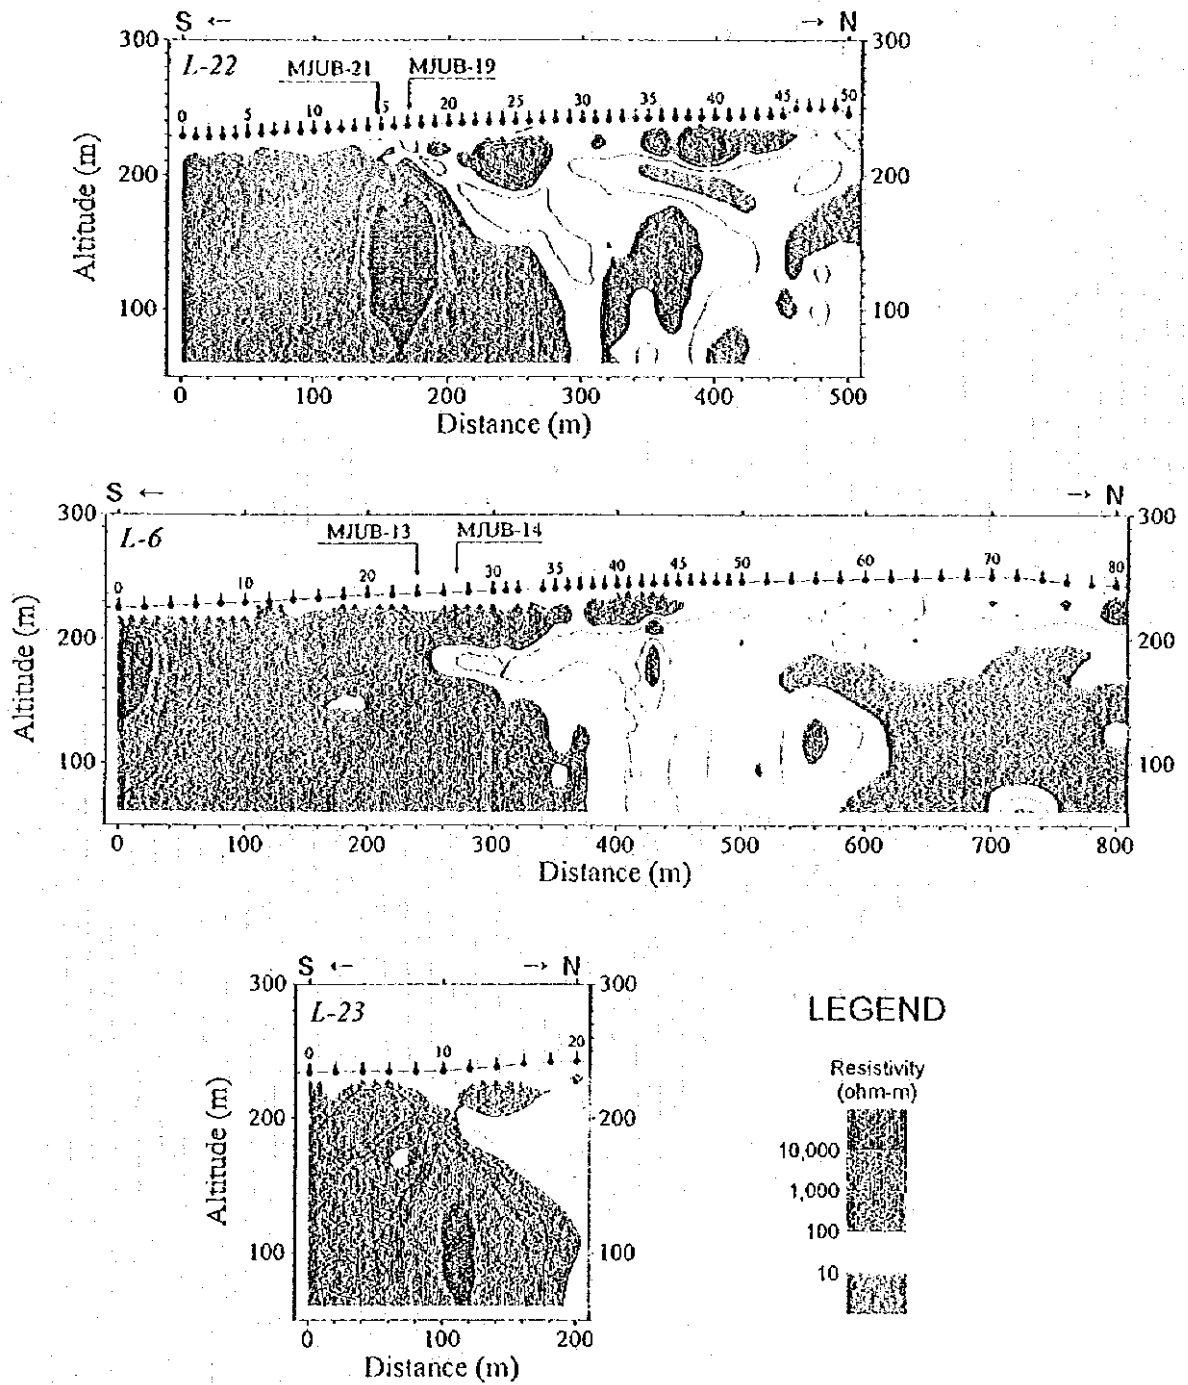 S ← → N
300 300
L-22 MJUB-21 MJUB-19
0 5 10 15 20 25 30 35 40 45 50
200 200
100 100
Altitude (m)
0 100 200 300 400 500
Distance (m)
S ← → N
300 300
L-6 MJUB-13 MJUB-14
0 10 20 30 35 40 45 50 60 70 80
200 200
100 100
Altitude (m)
0 100 200 300 400 500 600 700 800
Distance (m)
S ← → N
300 300
L-23
0 10 20
200 200
100 100
Altitude (m)
0 100 200
Distance (m)
LEGEND
Resistivity
(ohm-m)
10,000
1,000
100
10